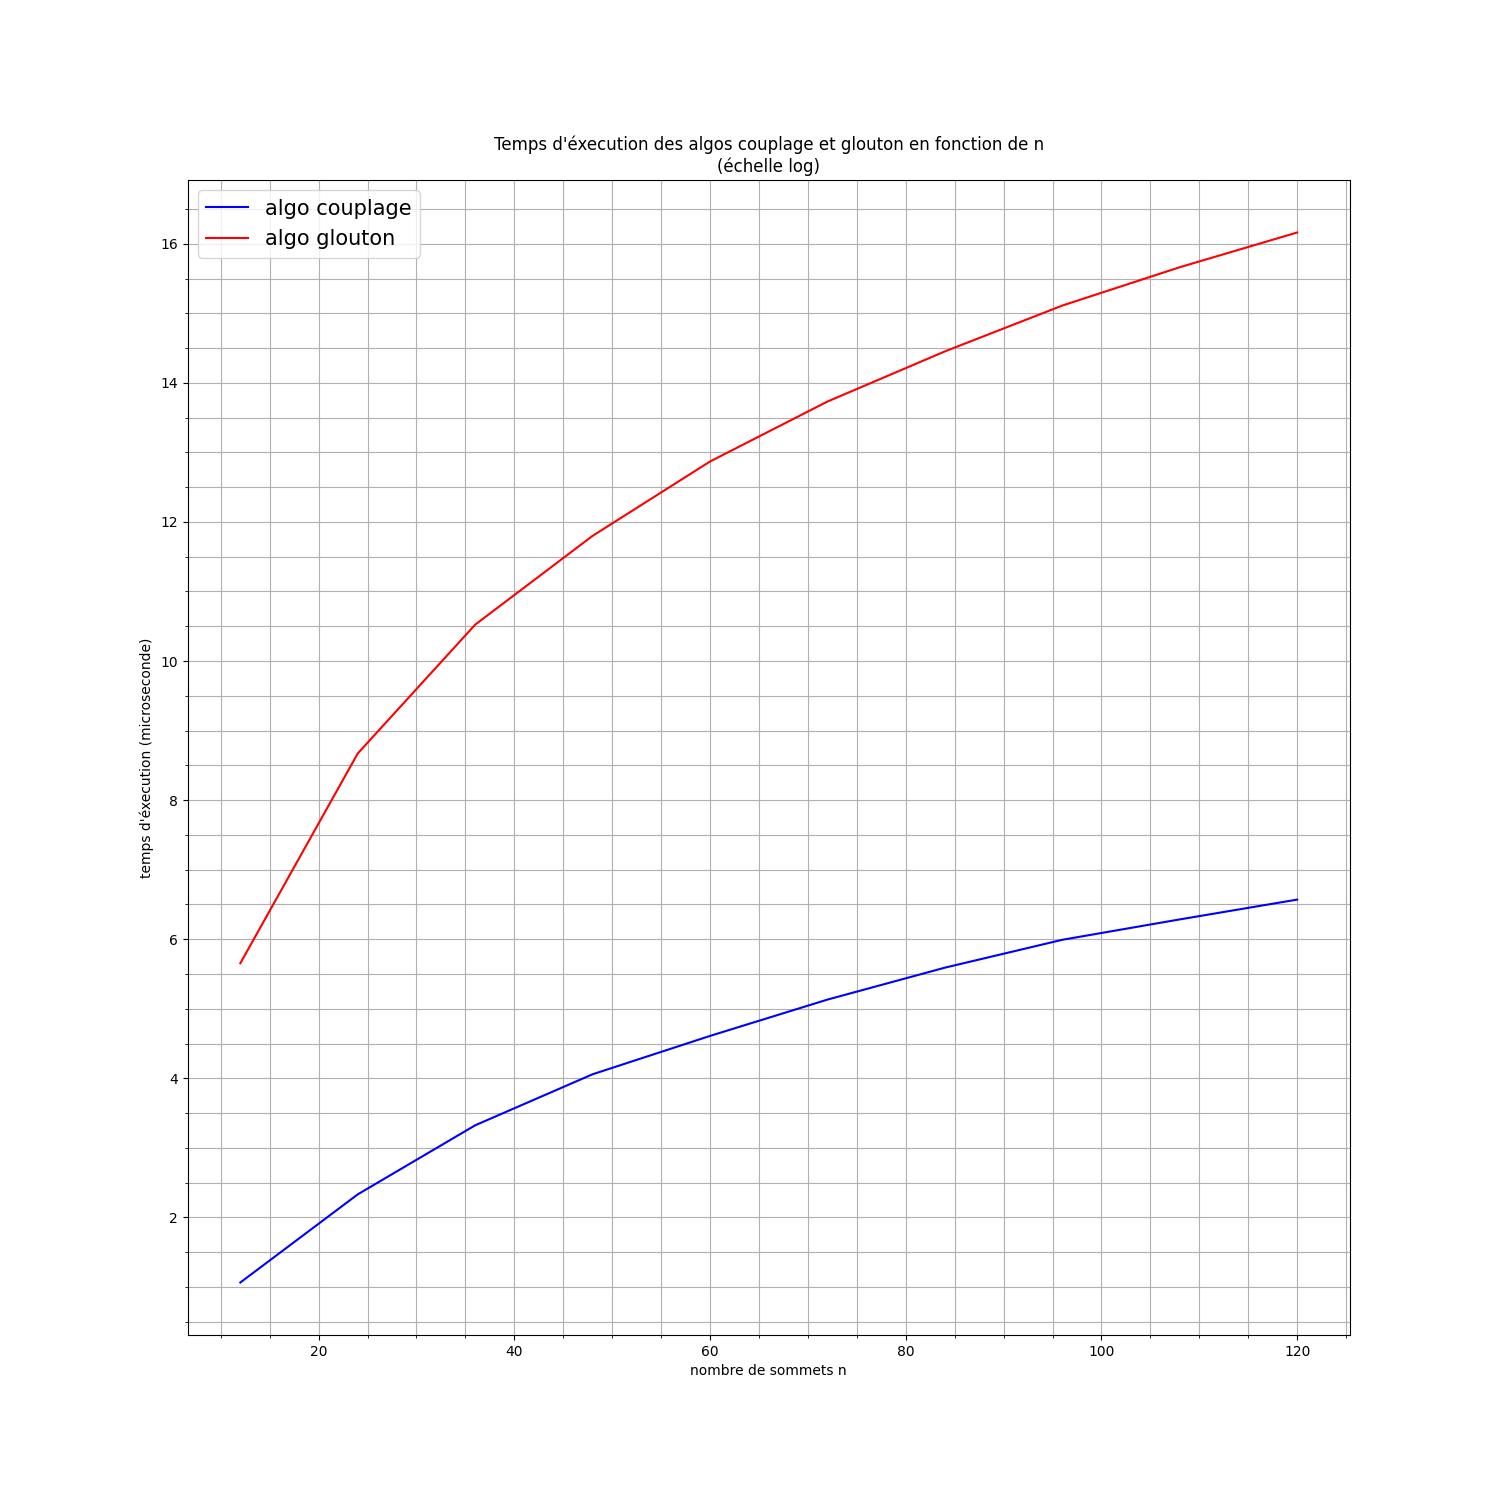 Temps d'éxecution des algos couplage et glouton en fonction de n
(échelle log)
algo couplage
algo glouton
16
14
12
10
8
6
4
2
temps d'éxecution (microseconde)
20 40 60 80 100 120
nombre de sommets n